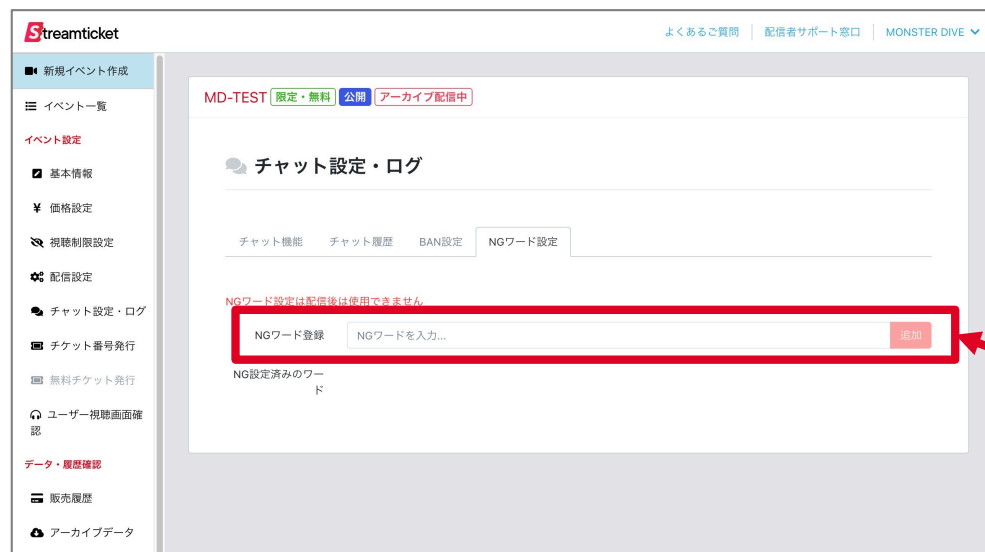 Streamticket
よくあるご質問 配信者サポート窓口 MONSTER DIVE
新規イベント作成
イベント一覧
イベント設定
基本情報
価格設定
視聴制限設定
配信設定
チャット設定・ログ
チケット番号発行
無料チケット発行
ユーザー視聴画面確
認
データ・履歴確認
販売履歴
アーカイブデータ
MD-TEST 限定・無料 公開 アーカイブ配信中
チャット設定・ログ
チャット機能 チャット履歴 BAN設定 NGワード設定
NGワード設定は配信後は使用できません
NGワード登録 NGワードを入力... 追加
NG設定済みのワー
ド